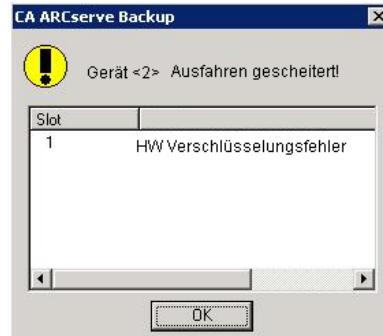 CA ARCserve Backup
Gerät <2> Ausfahren gescheitert!
Slot
1 HW Verschlüsselungsfehler
OK